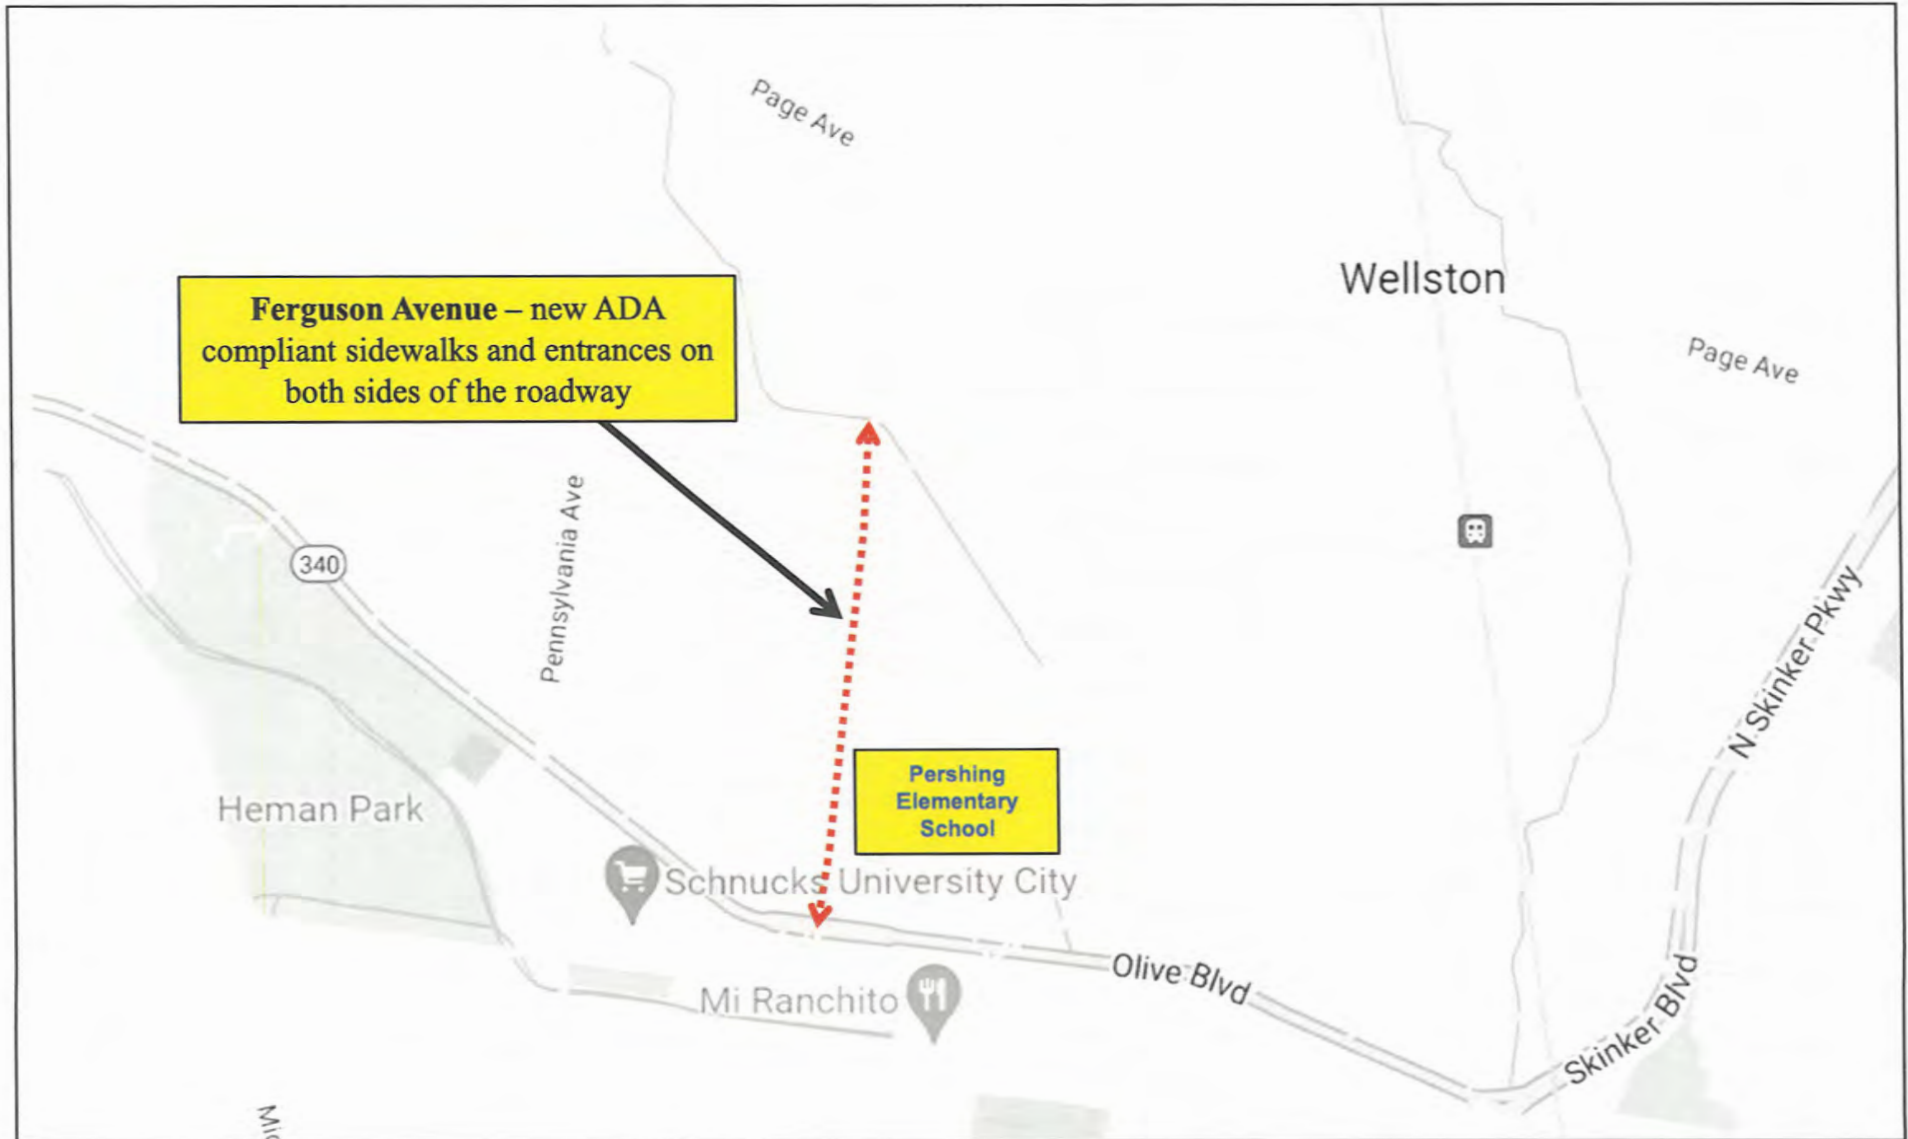 Page Ave
Wellston
Ferguson Avenue – new ADA
compliant sidewalks and entrances on
both sides of the roadway
Page Ave
340
Pennsylvania Ave
N Skinker Pkwy
Pershing
Elementary
School
Heman Park
Schnucks University City
Olive Blvd
Mi Ranchito
Skinker Blvd